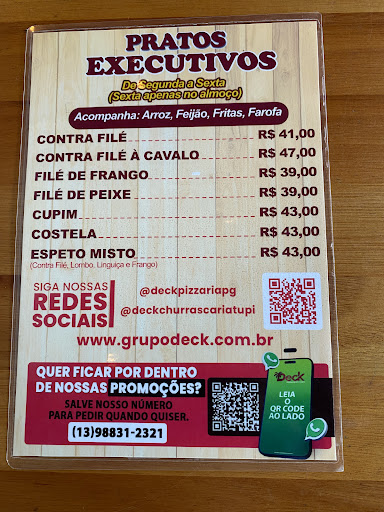 PRATOS
EXECUTIVOS
De Segunda a Sexta
(Sexta apenas no almoço)
Acompanha: Arroz, Feijão, Fritas, Farofa
CONTRA FILÉ R$ 41,00
CONTRA FILÉ À CAVALO R$ 47,00
FILÉ DE FRANGO R$ 39,00
FILÉ DE PEIXE R$ 39,00
CUPIM R$ 43,00
COSTELA R$ 43,00
ESPETO MISTO R$ 43,00
(Contra Filé, Lombo, Linguiça e Frango)
SIGA NOSSAS
REDES
SOCIAIS
@deckpizzariapg
@deckchurrascariatupi
www.grupodeck.com.br
QUER FICAR POR DENTRO
DE NOSSAS PROMOÇÕES?
SALVE NOSSO NÚMERO
PARA PEDIR QUANDO QUISER.
(13)98831-2321
Deck
LEIA
O
QR CODE
AO LADO